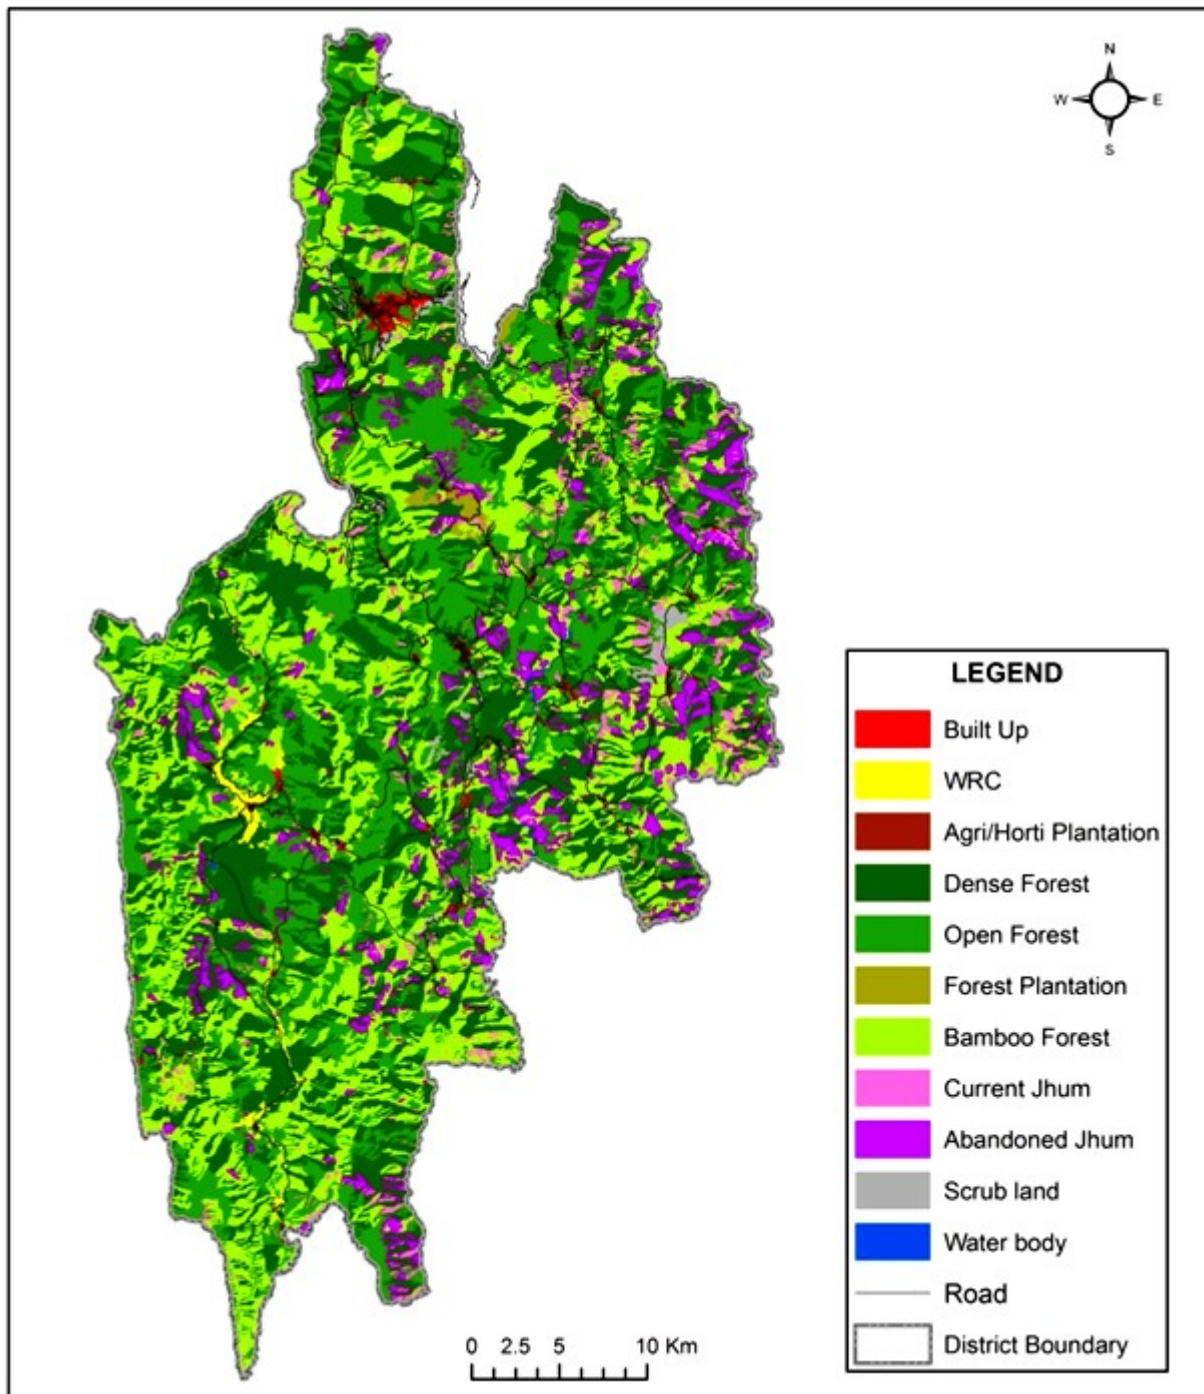 N
W E
S
LEGEND
Built Up
WRC
Agri/Horti Plantation
Dense Forest
Open Forest
Forest Plantation
Bamboo Forest
Current Jhum
Abandoned Jhum
Scrub land
Water body
Road
District Boundary
0 2.5 5 10 Km